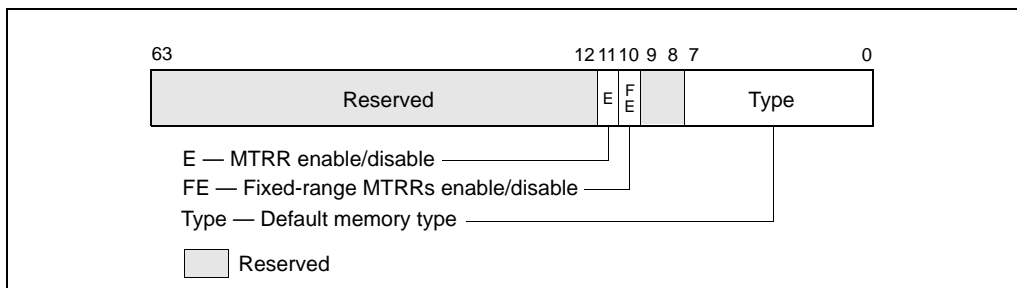 63 12 11 10 9 8 7 0
Reserved E FE Type
E — MTRR enable/disable
FE — Fixed-range MTRRs enable/disable
Type — Default memory type
Reserved